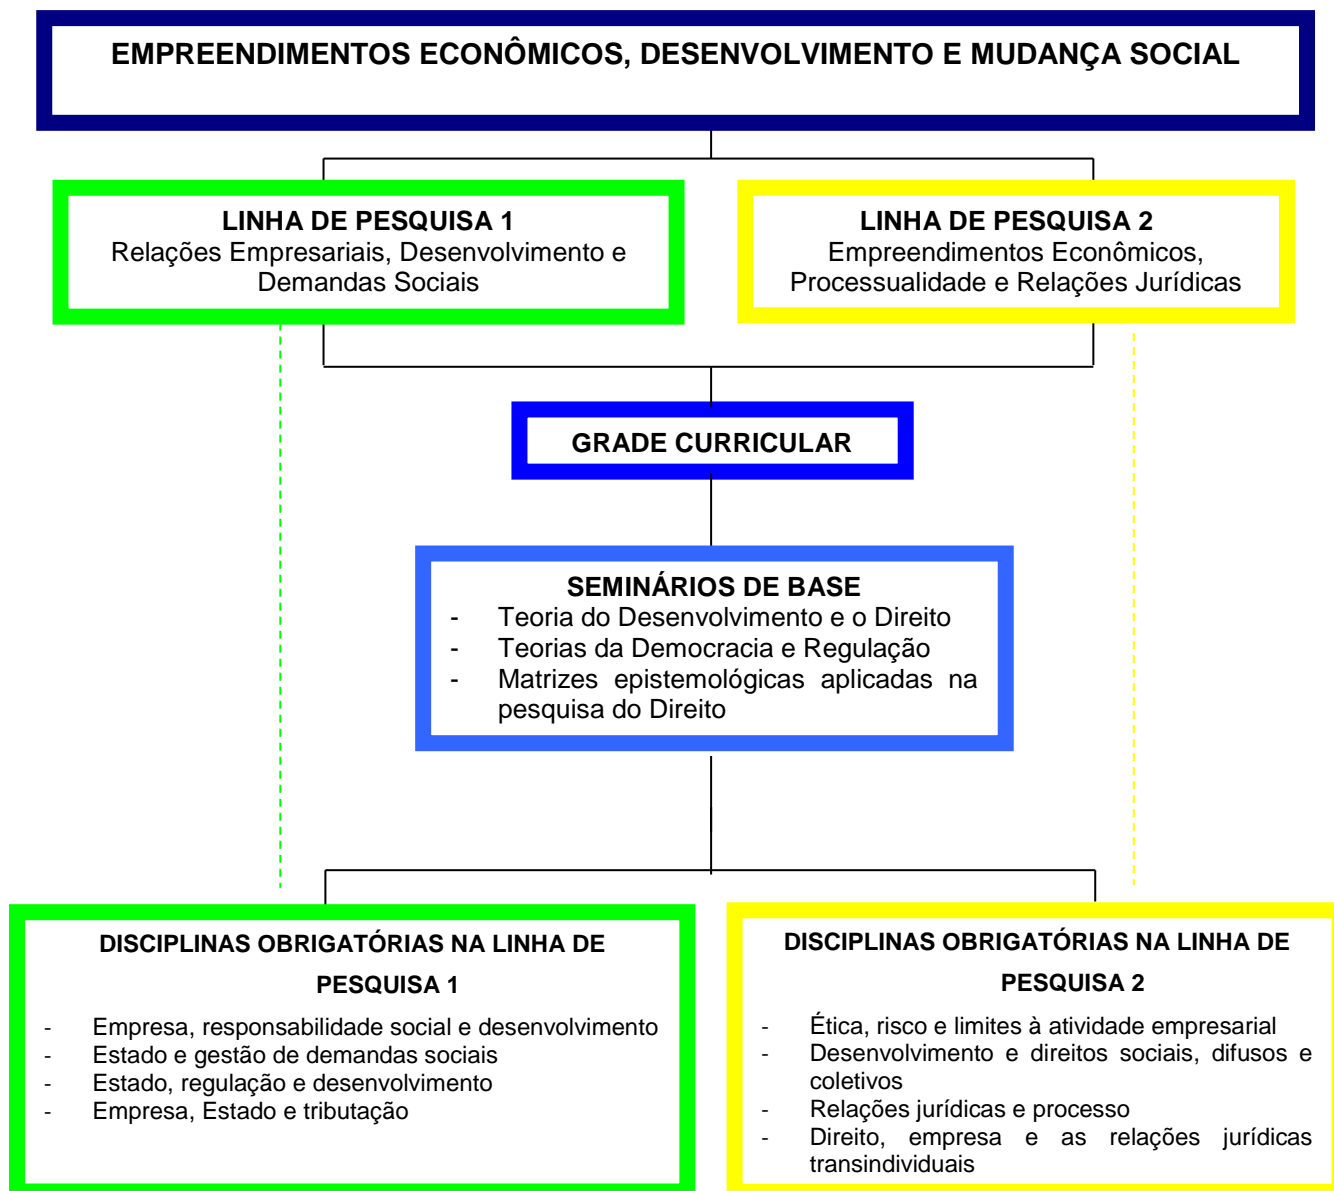 EMPREENDIMENTOS ECONÔMICOS, DESENVOLVIMENTO E MUDANÇA SOCIAL
LINHA DE PESQUISA 1
Relações Empresariais, Desenvolvimento e
Demandas Sociais
LINHA DE PESQUISA 2
Empreendimentos Econômicos,
Processualidade e Relações Jurídicas
GRADE CURRICULAR
SEMINÁRIOS DE BASE
- Teoria do Desenvolvimento e o Direito
- Teorias da Democracia e Regulação
- Matrizes epistemológicas aplicadas na
pesquisa do Direito
DISCIPLINAS OBRIGATÓRIAS NA LINHA DE
PESQUISA 1
- Empresa, responsabilidade social e desenvolvimento
- Estado e gestão de demandas sociais
- Estado, regulação e desenvolvimento
- Empresa, Estado e tributação
DISCIPLINAS OBRIGATÓRIAS NA LINHA DE
PESQUISA 2
- Ética, risco e limites à atividade empresarial
- Desenvolvimento e direitos sociais, difusos e
coletivos
- Relações jurídicas e processo
- Direito, empresa e as relações jurídicas
transindividuais